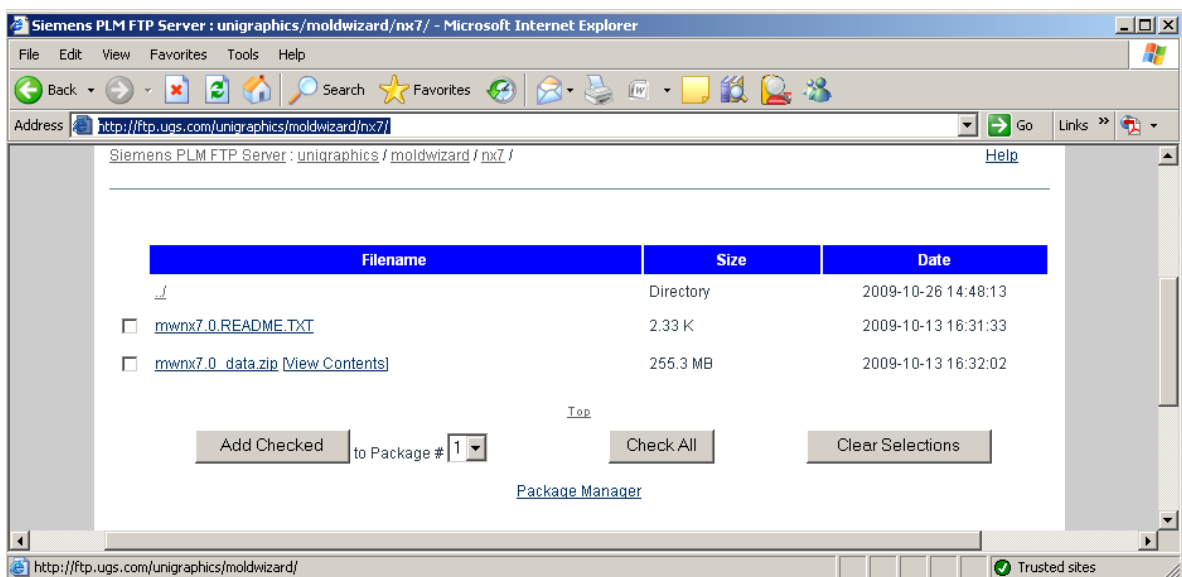 Siemens PLM FTP Server : unigraphics/moldwizard/nx7/ - Microsoft Internet Explorer
File Edit View Favorites Tools Help
Back Search Favorites
Address http://ftp.ugs.com/unigraphics/moldwizard/nx7/ Go Links »
Siemens PLM FTP Server : unigraphics / moldwizard / nx7 / Help
Filename Size Date
../ Directory 2009-10-26 14:48:13
mwnx7.0.README.TXT 2.33 K 2009-10-13 16:31:33
mwnx7.0_data.zip [View Contents] 255.3 MB 2009-10-13 16:32:02
Top
Add Checked to Package # 1 Check All Clear Selections
Package Manager
http://ftp.ugs.com/unigraphics/moldwizard/ Trusted sites